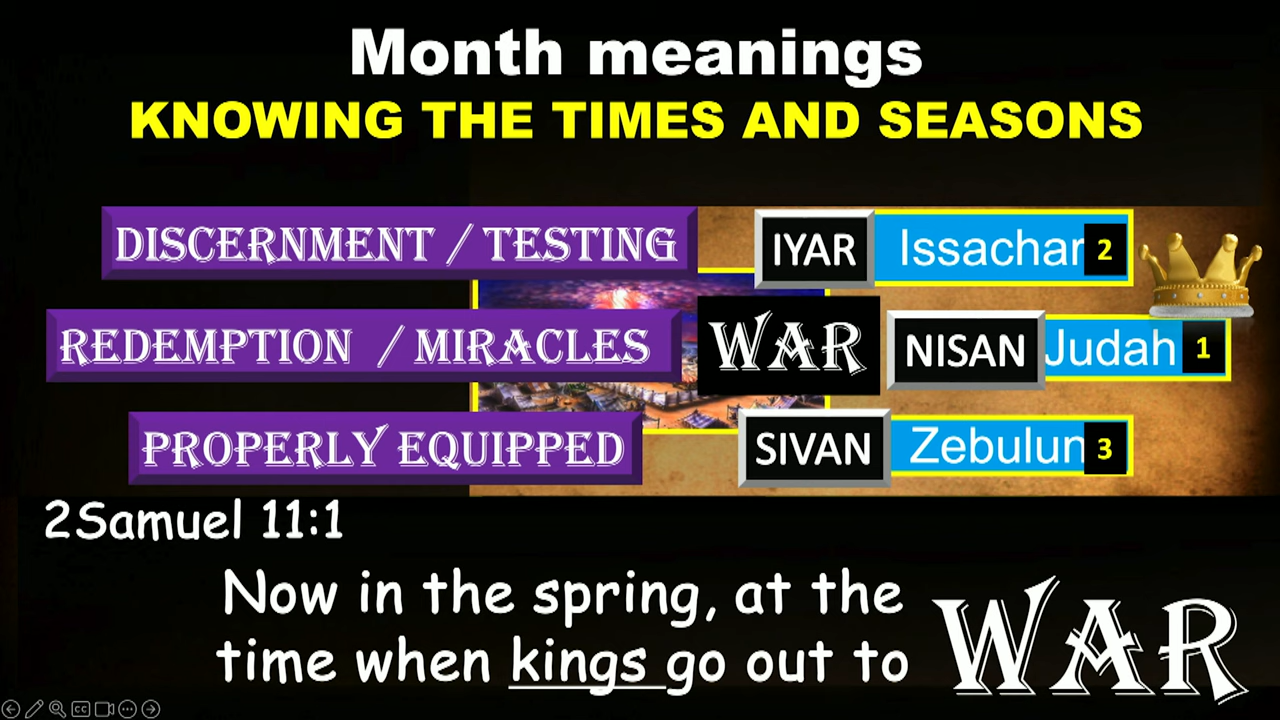 Month meanings
KNOWING THE TIMES AND SEASONS
DISCERNMENT / TESTING IYAR Issachar 2
REDEMPTION / MIRACLES WAR NISAN Judah 1
PROPERLY EQUIPPED SIVAN Zebulun 3
2Samuel 11:1
Now in the spring, at the
time when kings go out to WAR
CC